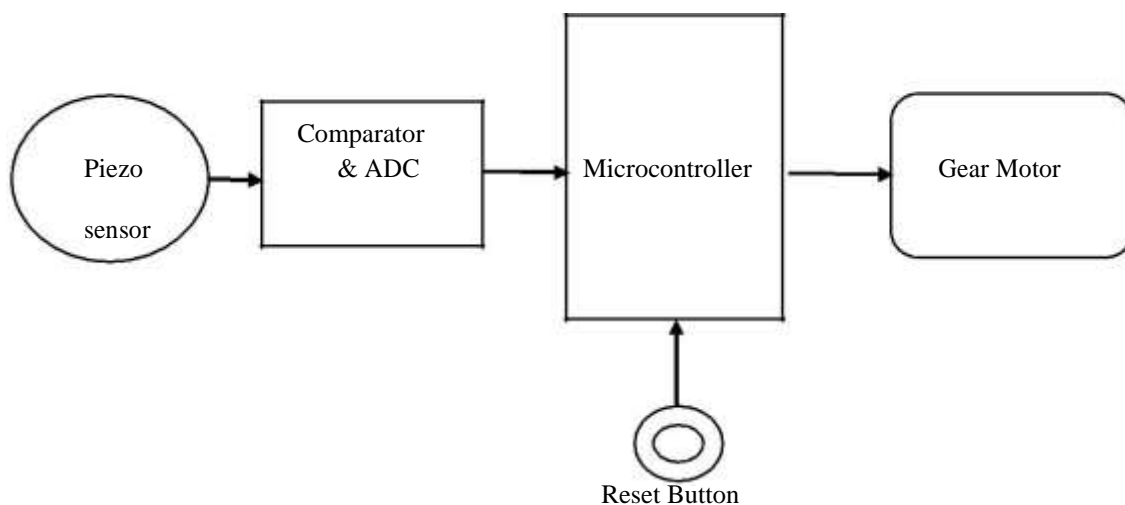 Piezo
sensor
Comparator
& ADC
Microcontroller
Gear Motor
Reset Button